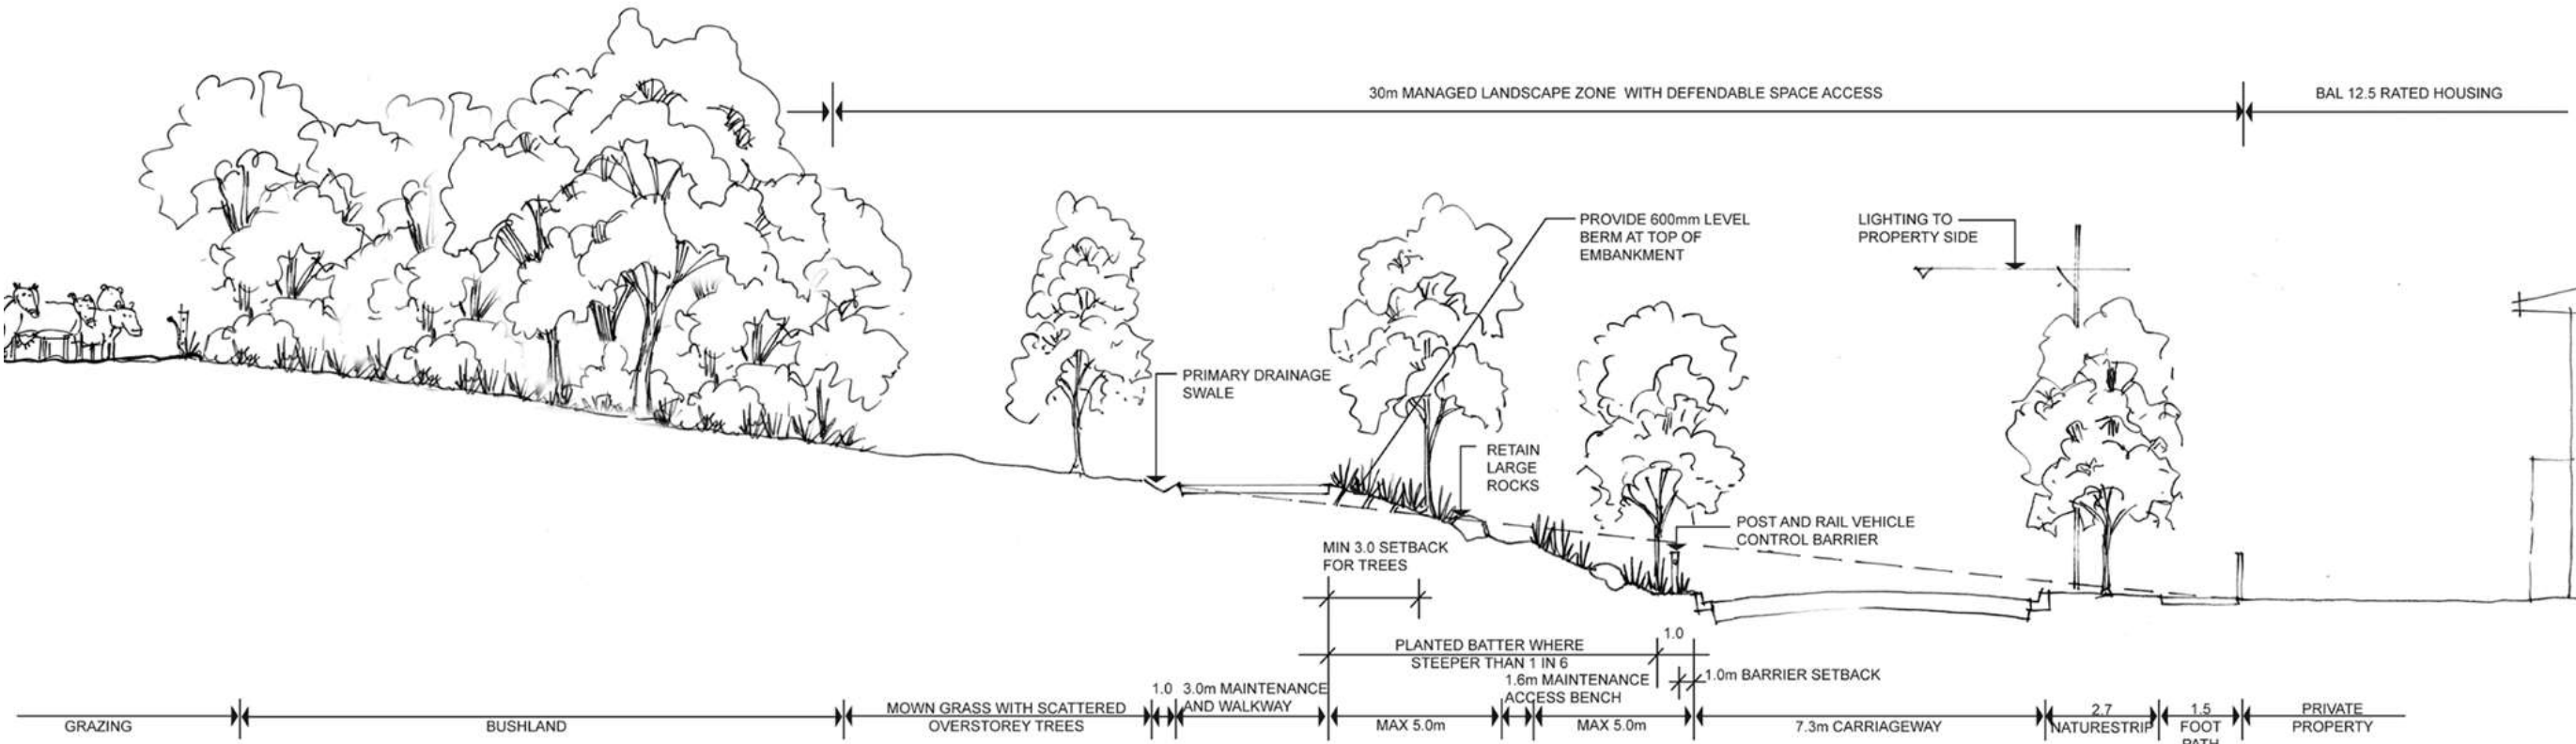 30m MANAGED LANDSCAPE ZONE WITH DEFENDABLE SPACE ACCESS
BAL 12.5 RATED HOUSING
PROVIDE 600mm LEVEL
BERM AT TOP OF
EMBANKMENT
LIGHTING TO
PROPERTY SIDE
PRIMARY DRAINAGE
SWALE
RETAIN
LARGE
ROCKS
POST AND RAIL VEHICLE
CONTROL BARRIER
MIN 3.0 SETBACK
FOR TREES
PLANTED BATTER WHERE
STEEPER THAN 1 IN 6
1.0
1.0m BARRIER SETBACK
GRAZING
BUSHLAND
MOWN GRASS WITH SCATTERED
OVERSTOREY TREES
1.0
3.0m MAINTENANCE
AND WALKWAY
MAX 5.0m
1.6m MAINTENANCE
ACCESS BENCH
MAX 5.0m
7.3m CARRIAGEWAY
2.7
NATURESTRIP
1.5
FOOT
PATH
PRIVATE
PROPERTY